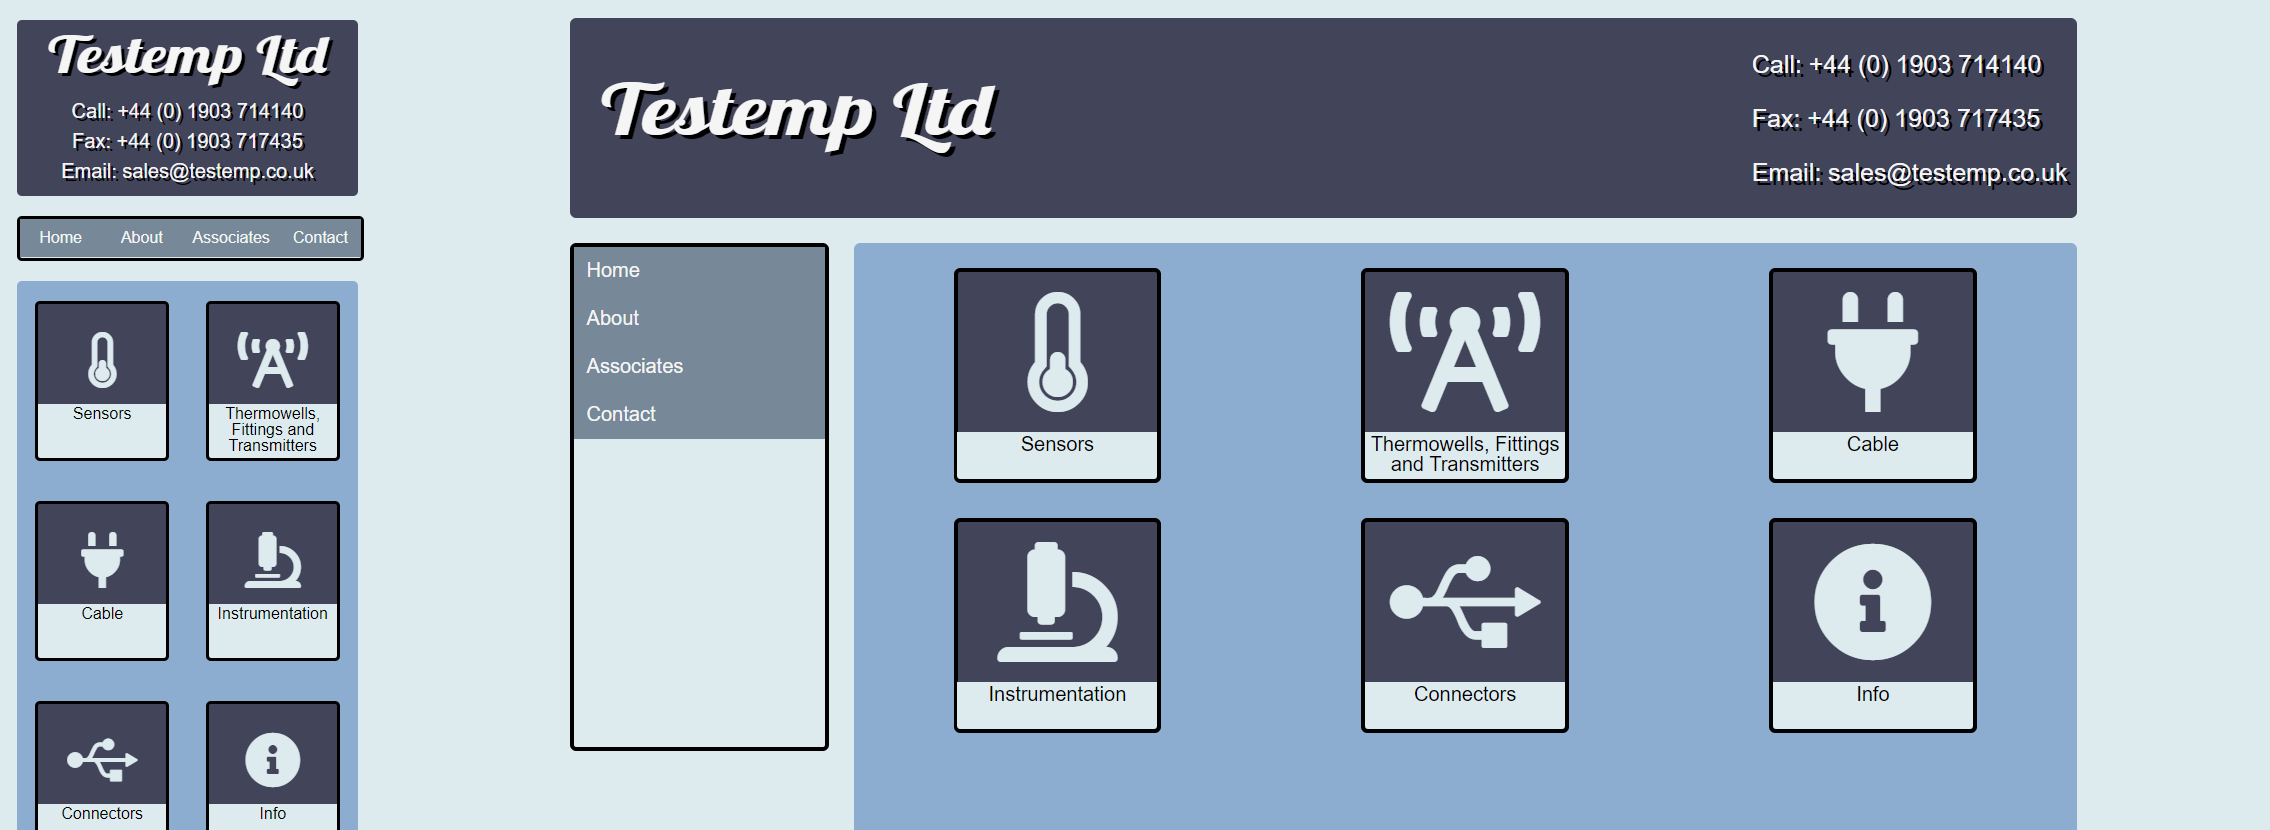 Testemp Ltd
Call: +44 (0) 1903 714140
Fax: +44 (0) 1903 717435
Email: sales@testemp.co.uk
Home About Associates Contact
Sensors
Thermowells,
Fittings and
Transmitters
Cable
Instrumentation
Connectors
Info
Testemp Ltd
Call: +44 (0) 1903 714140
Fax: +44 (0) 1903 717435
Email: sales@testemp.co.uk
Home
About
Associates
Contact
Sensors
Thermowells, Fittings
and Transmitters
Cable
Instrumentation
Connectors
Info